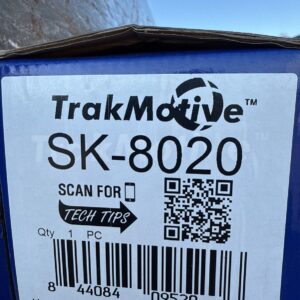 TrakMotive™
SK-8020
SCAN FOR
TECH TIPS
Qty 1 PC
8 44084